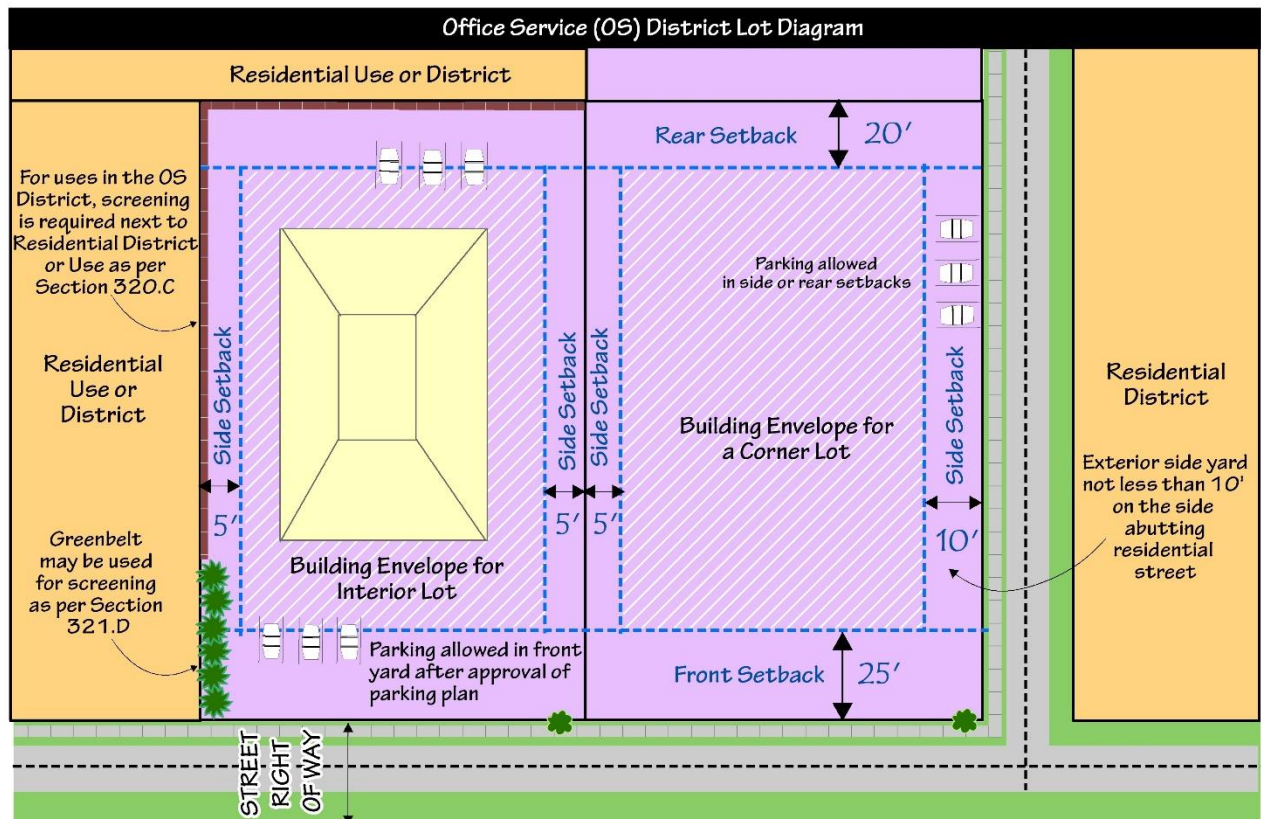 Office Service (OS) District Lot Diagram
Residential Use or District
Rear Setback
20'
For uses in the OS
District, screening
is required next to
Residential District
or Use as per
Section 320.C
Parking allowed
in side or rear setbacks
Residential
Use or
District
Side Setback
5'
Side Setback
5'
Side Setback
5'
Building Envelope for
a Corner Lot
Side Setback
10'
Residential
District
Exterior side yard
not less than 10'
on the side
abutting
residential
street
Greenbelt
may be used
for screening
as per Section
321.D
Building Envelope for
Interior Lot
Parking allowed in front
yard after approval of
parking plan
Front Setback
25'
STREET
RIGHT
OF WAY